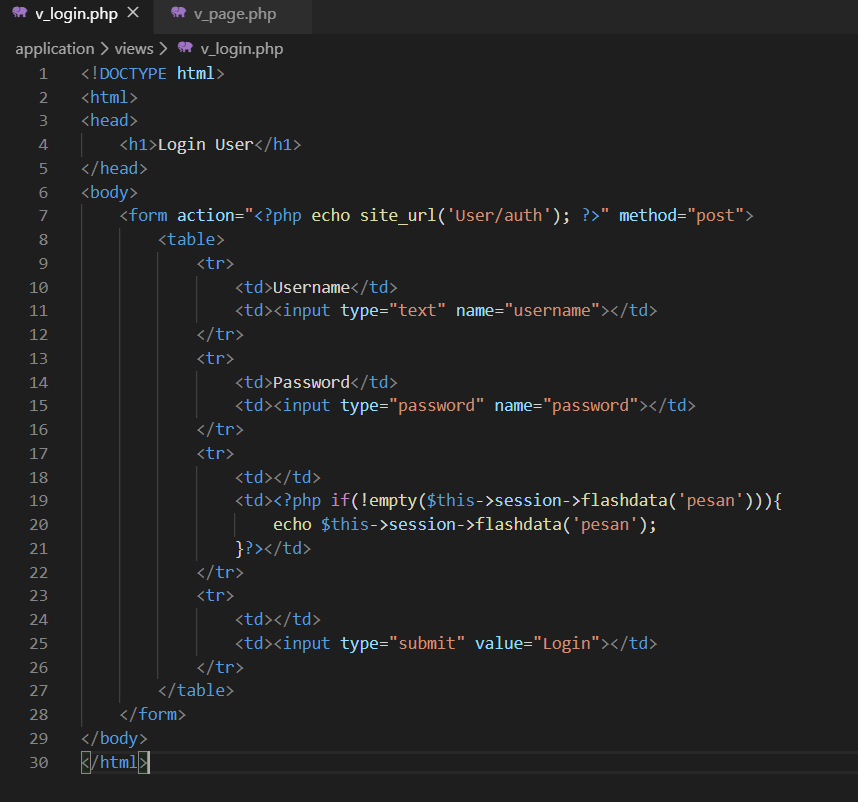 v_login.php × v_page.php
application > views > v_login.php
1 <!DOCTYPE html>
2 <html>
3 <head>
4     <h1>Login User</h1>
5 </head>
6 <body>
7     <form action="<?php echo site_url('User/auth'); ?>" method="post">
8         <table>
9             <tr>
10                 <td>Username</td>
11                 <td><input type="text" name="username"></td>
12             </tr>
13             <tr>
14                 <td>Password</td>
15                 <td><input type="password" name="password"></td>
16             </tr>
17             <tr>
18                 <td></td>
19                 <td><?php if(!empty($this->session->flashdata('pesan'))){
20                     echo $this->session->flashdata('pesan');
21                 }?></td>
22             </tr>
23             <tr>
24                 <td></td>
25                 <td><input type="submit" value="Login"></td>
26             </tr>
27         </table>
28     </form>
29 </body>
30 </html>